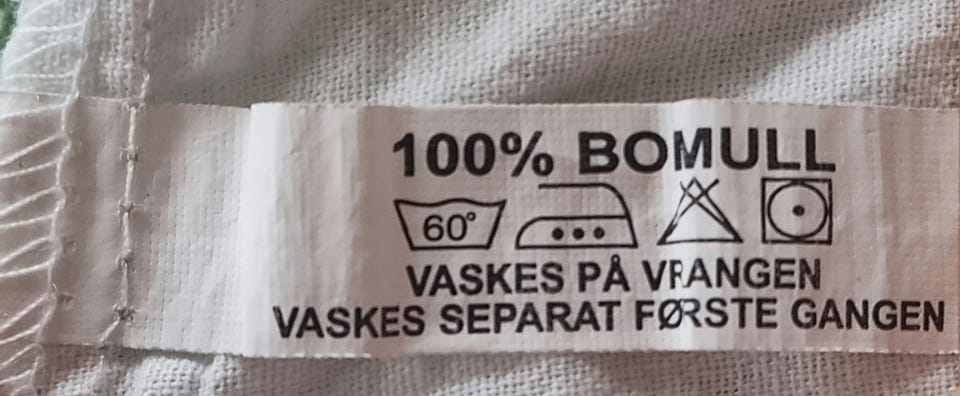 100% BOMULL
60°
VASKES PÅ VRANGEN
VASKES SEPARAT FØRSTE GANGEN